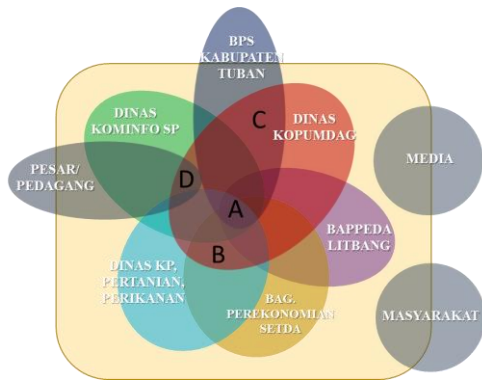 BPS
KABUPATEN
TUBAN
DINAS
KOMINFO SP
C
DINAS
KOPUMDAG
MEDIA
PESAR/
PEDAGANG
D
A
BAPPEDA
LITBANG
B
DINAS KP,
PERTANIAN,
PERIKANAN
BAG.
PEREKONOMIAN
SETDA
MASYARAKAT